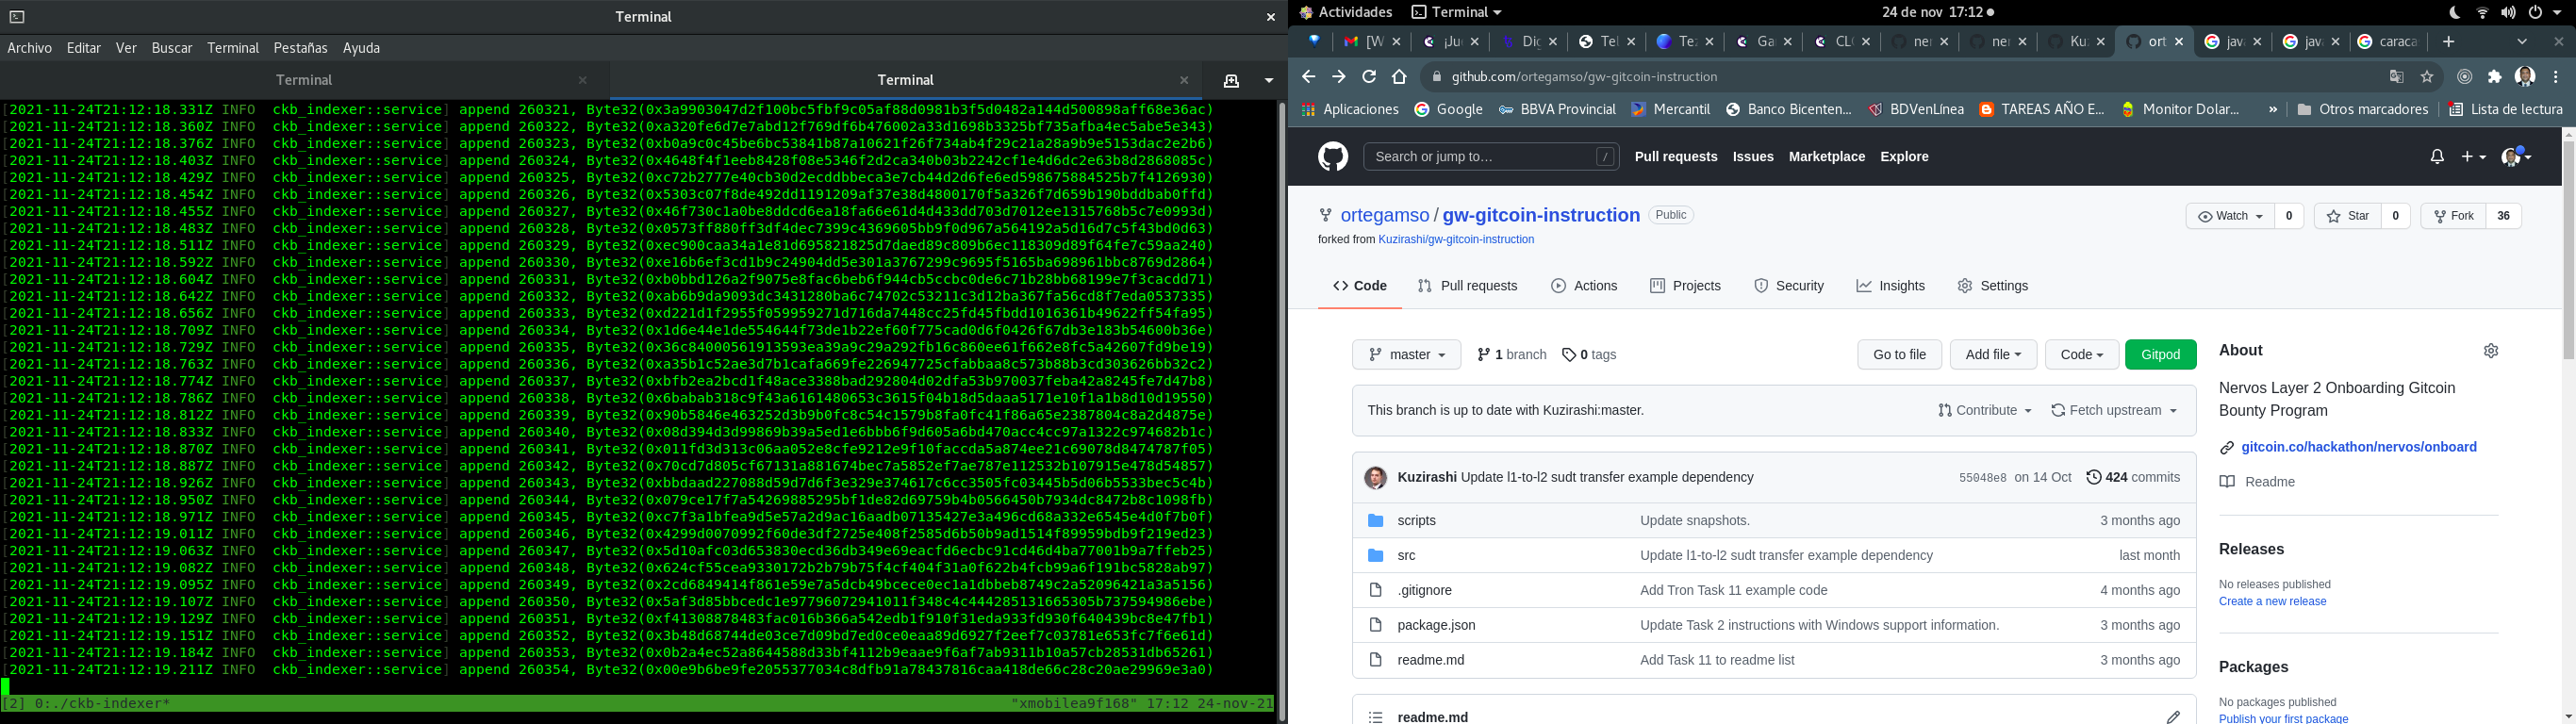 Terminal
Archivo Editar Ver Buscar Terminal Pestañas Ayuda
Terminal Terminal
[2021-11-24T21:12:18.331Z INFO ckb_indexer::service] append 260321, Byte32(0x3a9903047d2f100bc5fbf9c05af88d0981b3f5d0482a144d500898aff68e36ac)
[2021-11-24T21:12:18.360Z INFO ckb_indexer::service] append 260322, Byte32(0xa320fe6d7e7abd12f769df6b476002a33d1698b3325bf735afba4ec5abe5e343)
[2021-11-24T21:12:18.376Z INFO ckb_indexer::service] append 260323, Byte32(0xb0a9c0c45be6bc53841b87a10621f26f734ab4f29c21a28a9b9e5153dac2e2b6)
[2021-11-24T21:12:18.403Z INFO ckb_indexer::service] append 260324, Byte32(0x4648f4f1eeb8428f08e5346f2d2ca340b03b2242cf1e4d6dc2e63b8d2868085c)
[2021-11-24T21:12:18.429Z INFO ckb_indexer::service] append 260325, Byte32(0xc72b2777e40cb30d2ecddbbeca3e7cb44d2d6fe6ed598675884525b7f4126930)
[2021-11-24T21:12:18.454Z INFO ckb_indexer::service] append 260326, Byte32(0x5303c07f8de492dd1191209af37e38d4800170f5a326f7d659b190bddbab0ffd)
[2021-11-24T21:12:18.455Z INFO ckb_indexer::service] append 260327, Byte32(0x46f730c1a0be8ddcd6ea18fa66e61d4d433dd703d7012ee1315768b5c7e0993d)
[2021-11-24T21:12:18.483Z INFO ckb_indexer::service] append 260328, Byte32(0x0573ff880ff3df4dec7399c4369605bb9f0d967a564192a5d16d7c5f43bd0d63)
[2021-11-24T21:12:18.511Z INFO ckb_indexer::service] append 260329, Byte32(0xec900caa34a1e81d695821825d7daed89c809b6ec118309d89f64fe7c59aa240)
[2021-11-24T21:12:18.592Z INFO ckb_indexer::service] append 260330, Byte32(0xe16b6ef3cd1b9c24904dd5e301a3767299c9695f5165ba698961bbc8769d2864)
[2021-11-24T21:12:18.604Z INFO ckb_indexer::service] append 260331, Byte32(0xb0bbd126a2f9075e8fac6beb6f944cb5ccbc0de6c71b28bb68199e7f3cacdd71)
[2021-11-24T21:12:18.642Z INFO ckb_indexer::service] append 260332, Byte32(0xab6b9da9093dc3431280ba6c74702c53211c3d12ba367fa56cd8f7eda0537335)
[2021-11-24T21:12:18.656Z INFO ckb_indexer::service] append 260333, Byte32(0xd221d1f2955f059959271d716da7448cc25fd45fbdd1016361b49622ff54fa95)
[2021-11-24T21:12:18.709Z INFO ckb_indexer::service] append 260334, Byte32(0x1d6e44e1de554644f73de1b22ef60f775cad0d6f0426f67db3e183b54600b36e)
[2021-11-24T21:12:18.729Z INFO ckb_indexer::service] append 260335, Byte32(0x36c84000561913593ea39a9c29a292fb16c860ee61f662e8fc5a42607fd9be19)
[2021-11-24T21:12:18.763Z INFO ckb_indexer::service] append 260336, Byte32(0xa35b1c52ae3d7b1cafa669fe226947725cfabbaa8c573b88b3cd303626bb32c2)
[2021-11-24T21:12:18.774Z INFO ckb_indexer::service] append 260337, Byte32(0xbfb2ea2bcd1f48ace3388bad292804d02dfa53b970037feba42a8245fe7d47b8)
[2021-11-24T21:12:18.786Z INFO ckb_indexer::service] append 260338, Byte32(0x6babab318c9f43a6161480653c3615f04b18d5daaa5171e10f1a1b8d10d19550)
[2021-11-24T21:12:18.812Z INFO ckb_indexer::service] append 260339, Byte32(0x90b5846e463252d3b9b0fc8c54c1579b8fa0fc41f86a65e2387804c8a2d4875e)
[2021-11-24T21:12:18.833Z INFO ckb_indexer::service] append 260340, Byte32(0x08d394d3d99869b39a5ed1e6bbb6f9d605a6bd470acc4cc97a1322c974682b1c)
[2021-11-24T21:12:18.870Z INFO ckb_indexer::service] append 260341, Byte32(0x011fd3d313c06aa052e8cfe9212e9f10faccda5a874ee21c69078d8474787f05)
[2021-11-24T21:12:18.887Z INFO ckb_indexer::service] append 260342, Byte32(0x70cd7d805cf67131a881674bec7a5852ef7ae787e112532b107915e478d54857)
[2021-11-24T21:12:18.926Z INFO ckb_indexer::service] append 260343, Byte32(0xbbdaad227088d59d7d6f3e329e374617c6cc3505fc03445b5d06b5533bec5c4b)
[2021-11-24T21:12:18.950Z INFO ckb_indexer::service] append 260344, Byte32(0x079ce17f7a54269885295bf1de82d69759b4b0566450b7934dc8472b8c1098fb)
[2021-11-24T21:12:18.971Z INFO ckb_indexer::service] append 260345, Byte32(0xc7f3a1bfea9d5e57a2d9ac16aadb07135427e3a496cd68a332e6545e4d0f7b0f)
[2021-11-24T21:12:19.011Z INFO ckb_indexer::service] append 260346, Byte32(0x4299d0070992f60de3df2725e408f2585d6b50b9ad1514f89959bdb9f219ed23)
[2021-11-24T21:12:19.063Z INFO ckb_indexer::service] append 260347, Byte32(0x5d10afc03d653830ecd36db349e69eacfd6ecbc91cd46d4ba77001b9a7ffeb25)
[2021-11-24T21:12:19.082Z INFO ckb_indexer::service] append 260348, Byte32(0x624cf55cea9330172b2b79b75f4cf404f31a0f622b4fcb99a6f191bc5828ab97)
[2021-11-24T21:12:19.095Z INFO ckb_indexer::service] append 260349, Byte32(0x2cd6849414f861e59e7a5dcb49bcece0ec1a1dbbeb8749c2a52096421a3a5156)
[2021-11-24T21:12:19.107Z INFO ckb_indexer::service] append 260350, Byte32(0x5af3d85bbcedc1e97796072941011f348c4c444285131665305b737594986ebe)
[2021-11-24T21:12:19.129Z INFO ckb_indexer::service] append 260351, Byte32(0xf41308878483fac016b366a542edb1f910f31eda933fd930f640439bc8e47fb1)
[2021-11-24T21:12:19.151Z INFO ckb_indexer::service] append 260352, Byte32(0x3b48d68744de03ce7d09bd7ed0ce0eaa89d6927f2eef7c03781e653fc7f6e61d)
[2021-11-24T21:12:19.184Z INFO ckb_indexer::service] append 260353, Byte32(0x0b2a4ec52a8644588d33bf4112b9eaae9f6af7ab9311b10a57cb28531db65261)
[2021-11-24T21:12:19.211Z INFO ckb_indexer::service] append 260354, Byte32(0x00e9b6be9fe2055377034c8dfb91a78437816caa418de66c28c20ae29969e3a0)
[2] 0:./ckb-indexer* "xmobilea9f168" 17:12 24-nov-21
Actividades Terminal 24 de nov 17:12
[W ¡Jue Dig Tel Tez Ga CLC ner ner Kuz ort java java caraca
github.com/ortegamso/gw-gitcoin-instruction
Aplicaciones Google BBVA Provincial Mercantil Banco Bicenten... BDVenLínea TAREAS AÑO E... Monitor Dolar... » Otros marcadores Lista de lectura
Search or jump to… / Pull requests Issues Marketplace Explore
ortegamso / gw-gitcoin-instruction Public Watch 0 Star 0 Fork 36
forked from Kuzirashi/gw-gitcoin-instruction
Code Pull requests Actions Projects Security Insights Settings
master 1 branch 0 tags Go to file Add file Code Gitpod
This branch is up to date with Kuzirashi:master. Contribute Fetch upstream
Kuzirashi Update l1-to-l2 sudt transfer example dependency 55048e8 on 14 Oct 424 commits
scripts Update snapshots. 3 months ago
src Update l1-to-l2 sudt transfer example dependency last month
.gitignore Add Tron Task 11 example code 4 months ago
package.json Update Task 2 instructions with Windows support information. 3 months ago
readme.md Add Task 11 to readme list 3 months ago
readme.md
About
Nervos Layer 2 Onboarding Gitcoin
Bounty Program
gitcoin.co/hackathon/nervos/onboard
Readme
Releases
No releases published
Create a new release
Packages
No packages published
Publish your first package